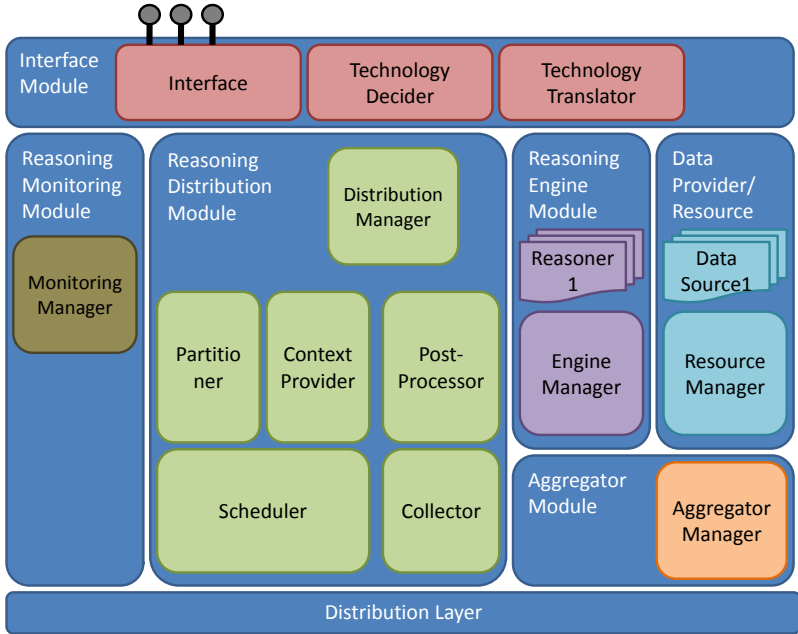 Interface
Module
Interface
Technology
Decider
Technology
Translator
Reasoning
Monitoring
Module
Monitoring
Manager
Reasoning
Distribution
Module
Distribution
Manager
Partitio
ner
Context
Provider
Post-
Processor
Scheduler
Collector
Reasoning
Engine
Module
Reasoner
1
Engine
Manager
Data
Provider/
Resource
Data
Source1
Resource
Manager
Aggregator
Module
Aggregator
Manager
Distribution Layer